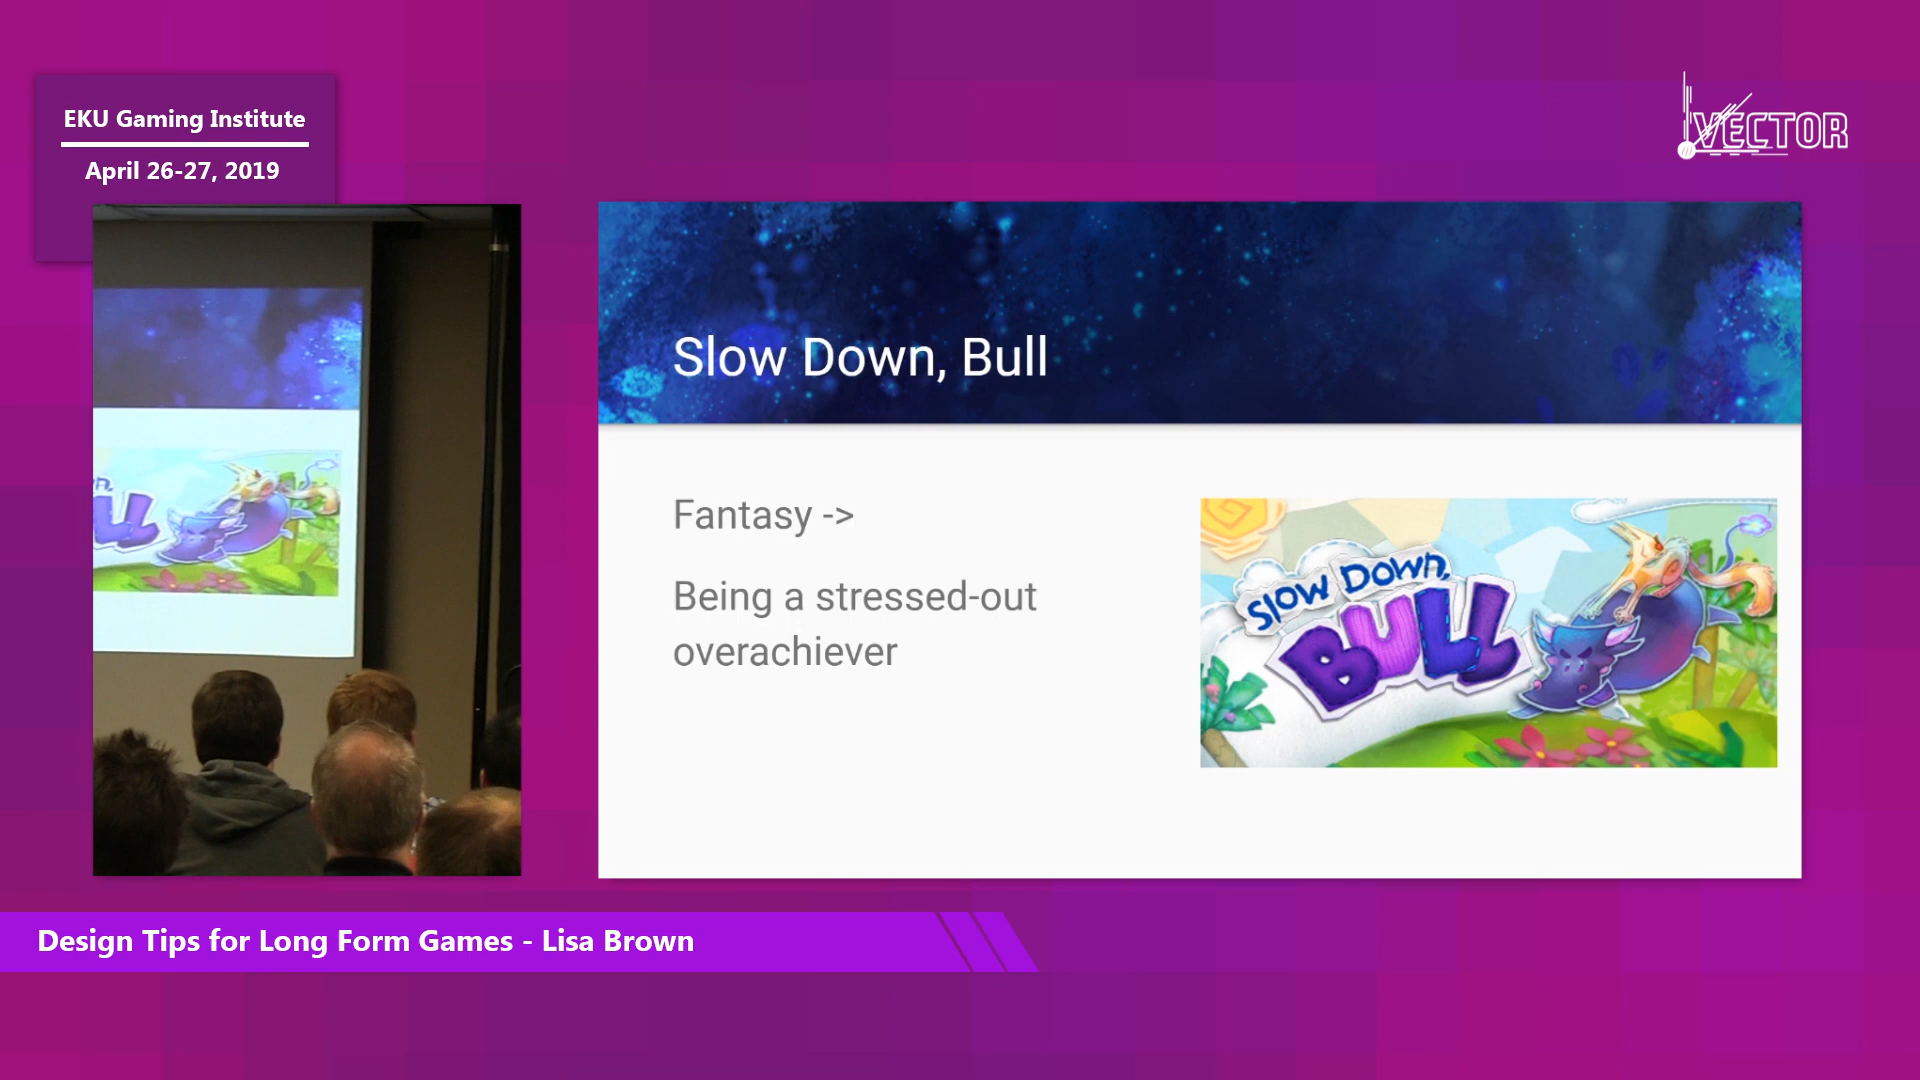 EKU Gaming Institute
April 26-27, 2019
VECTOR
Slow Down, Bull
Fantasy ->
Being a stressed-out
overachiever
Slow Down,
BULL
n,
ULL
Design Tips for Long Form Games - Lisa Brown